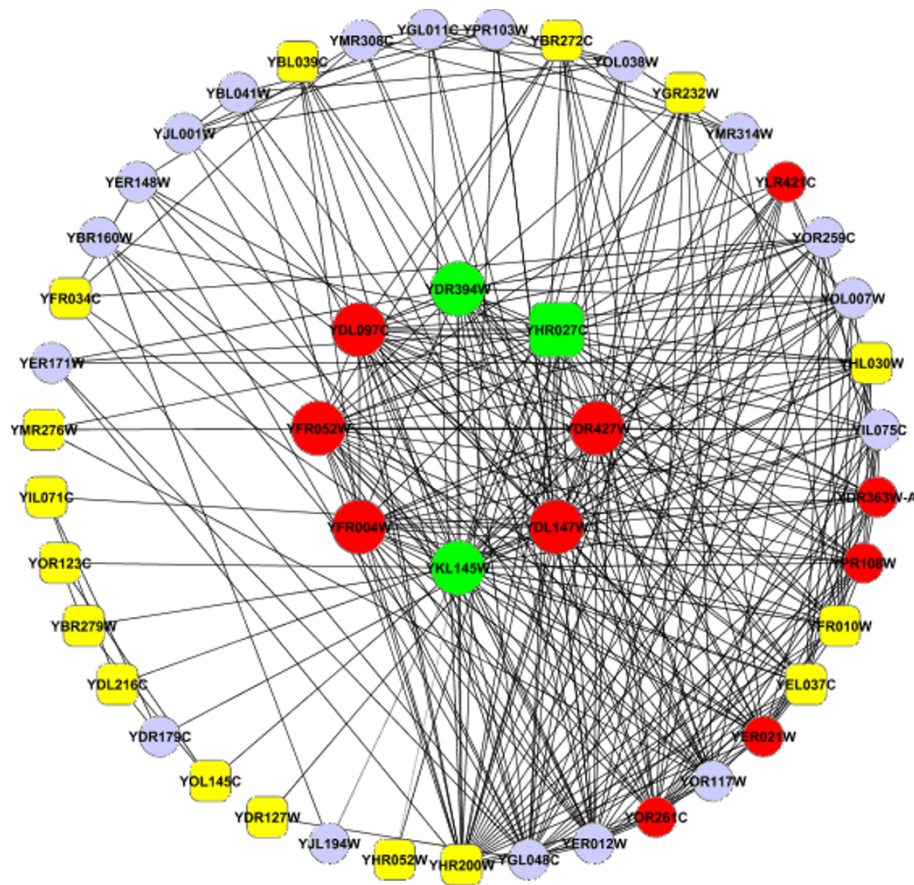 YGL011C
YPR103W
YMR308C
YBR272C
YBL039C
YOL038W
YBL041W
YGR232W
YJL001W
YMR314W
YER148W
YLR421C
YBR160W
YOR259C
YDR394W
YFR034C
YOL007W
YDL097C
YHR027C
YER171W
YHL030W
YMR276W
YFR052W
YDR427W
YIL075C
YIL071C
YDR363W-A
YFR004W
YDL147W
YOR123C
YKL145W
YPR108W
YBR279W
YFR010W
YDL216C
YEL037C
YDR179C
YER021W
YOL145C
YOR117W
YDR127W
YOR261C
YJL194W
YER012W
YHR052W
YHR200W
YGL048C